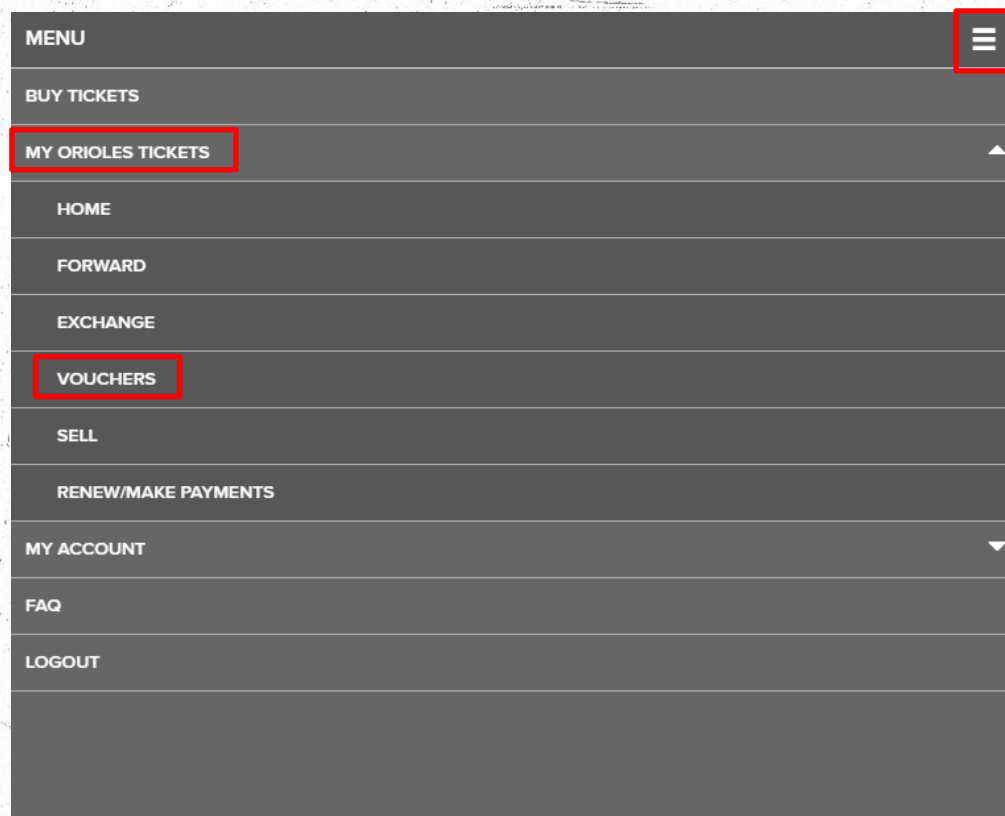 MENU
BUY TICKETS
MY ORIOLES TICKETS
HOME
FORWARD
EXCHANGE
VOUCHERS
SELL
RENEW/MAKE PAYMENTS
MY ACCOUNT
FAQ
LOGOUT